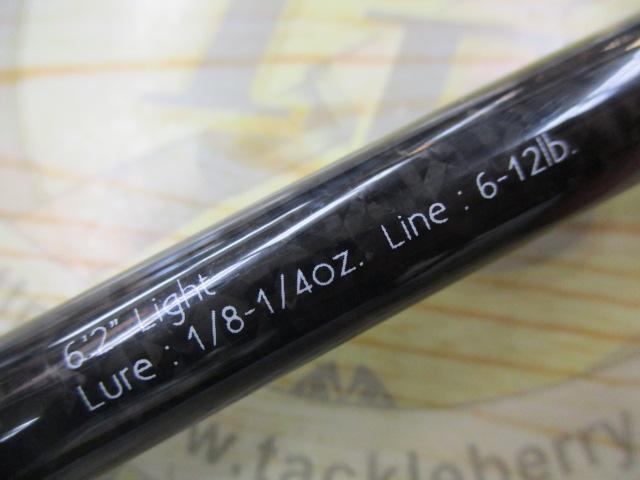 6'2" Light
Lure : 1/8-1/4oz. Line : 6-12lb.
w.tackleberry